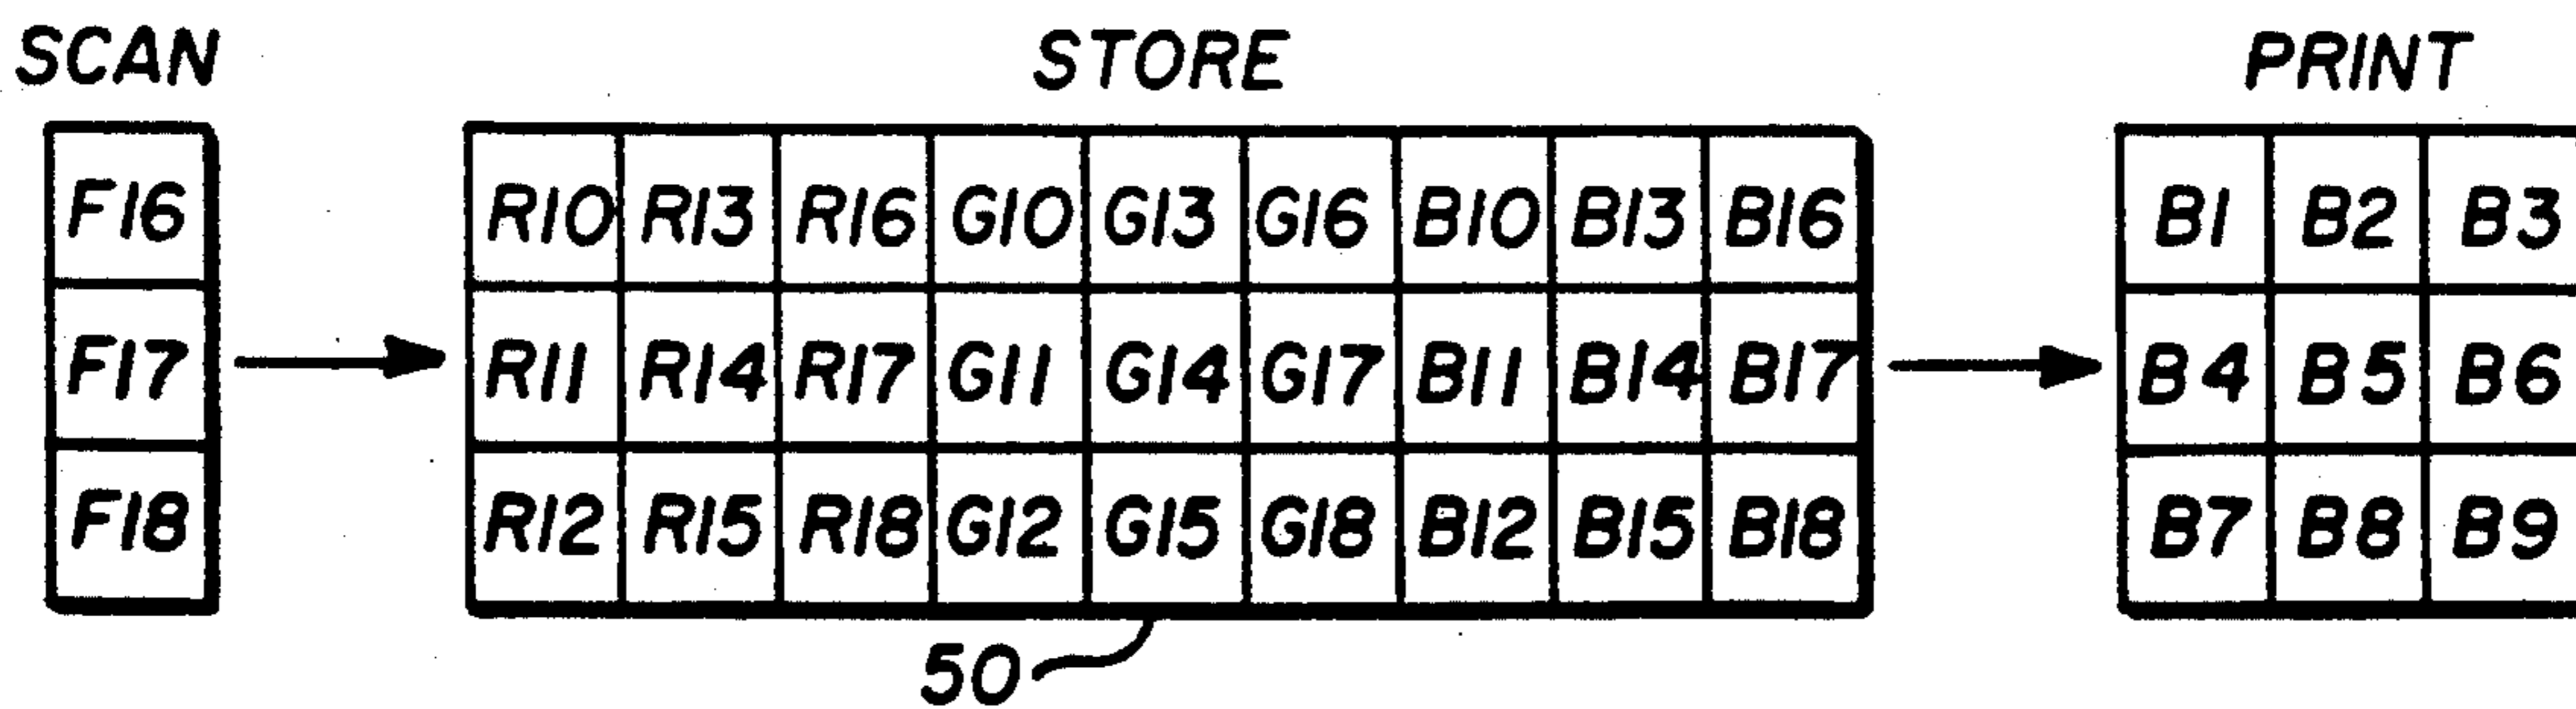 SCAN STORE PRINT
F16 R10 R13 R16 G10 G13 G16 B10 B13 B16 B1 B2 B3
F17 R11 R14 R17 G11 G14 G17 B11 B14 B17 B4 B5 B6
F18 R12 R15 R18 G12 G15 G18 B12 B15 B18 B7 B8 B9
50